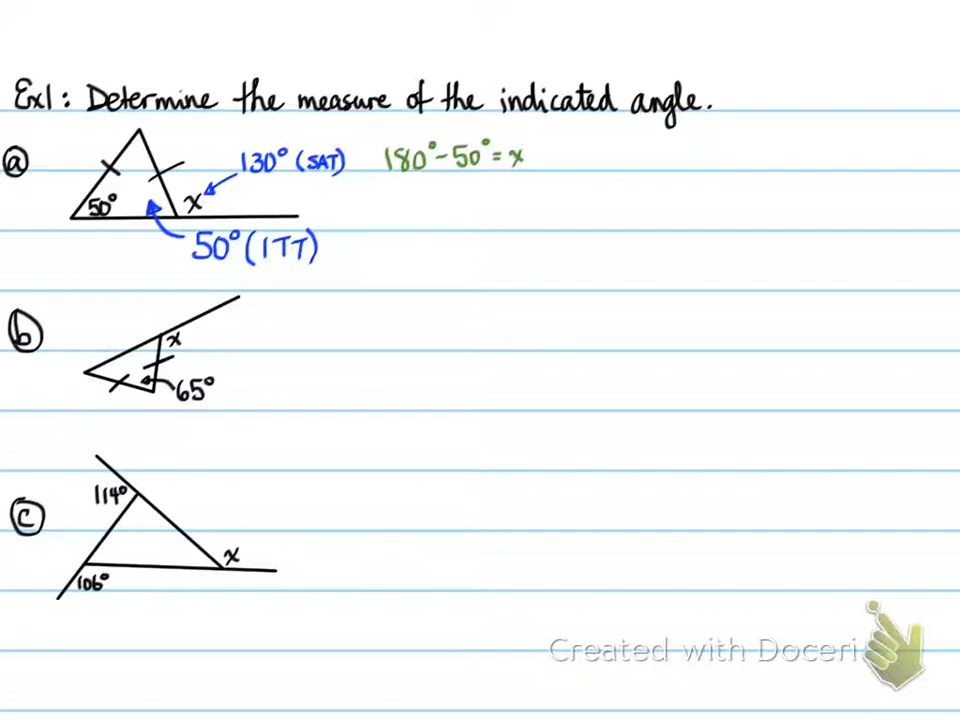 Ex1: Determine the measure of the indicated angle.
a 130° (SAT) 180° - 50° = x
50° x
50° (ITT)
b x
65°
114°
c x
106°
Created with Doceri